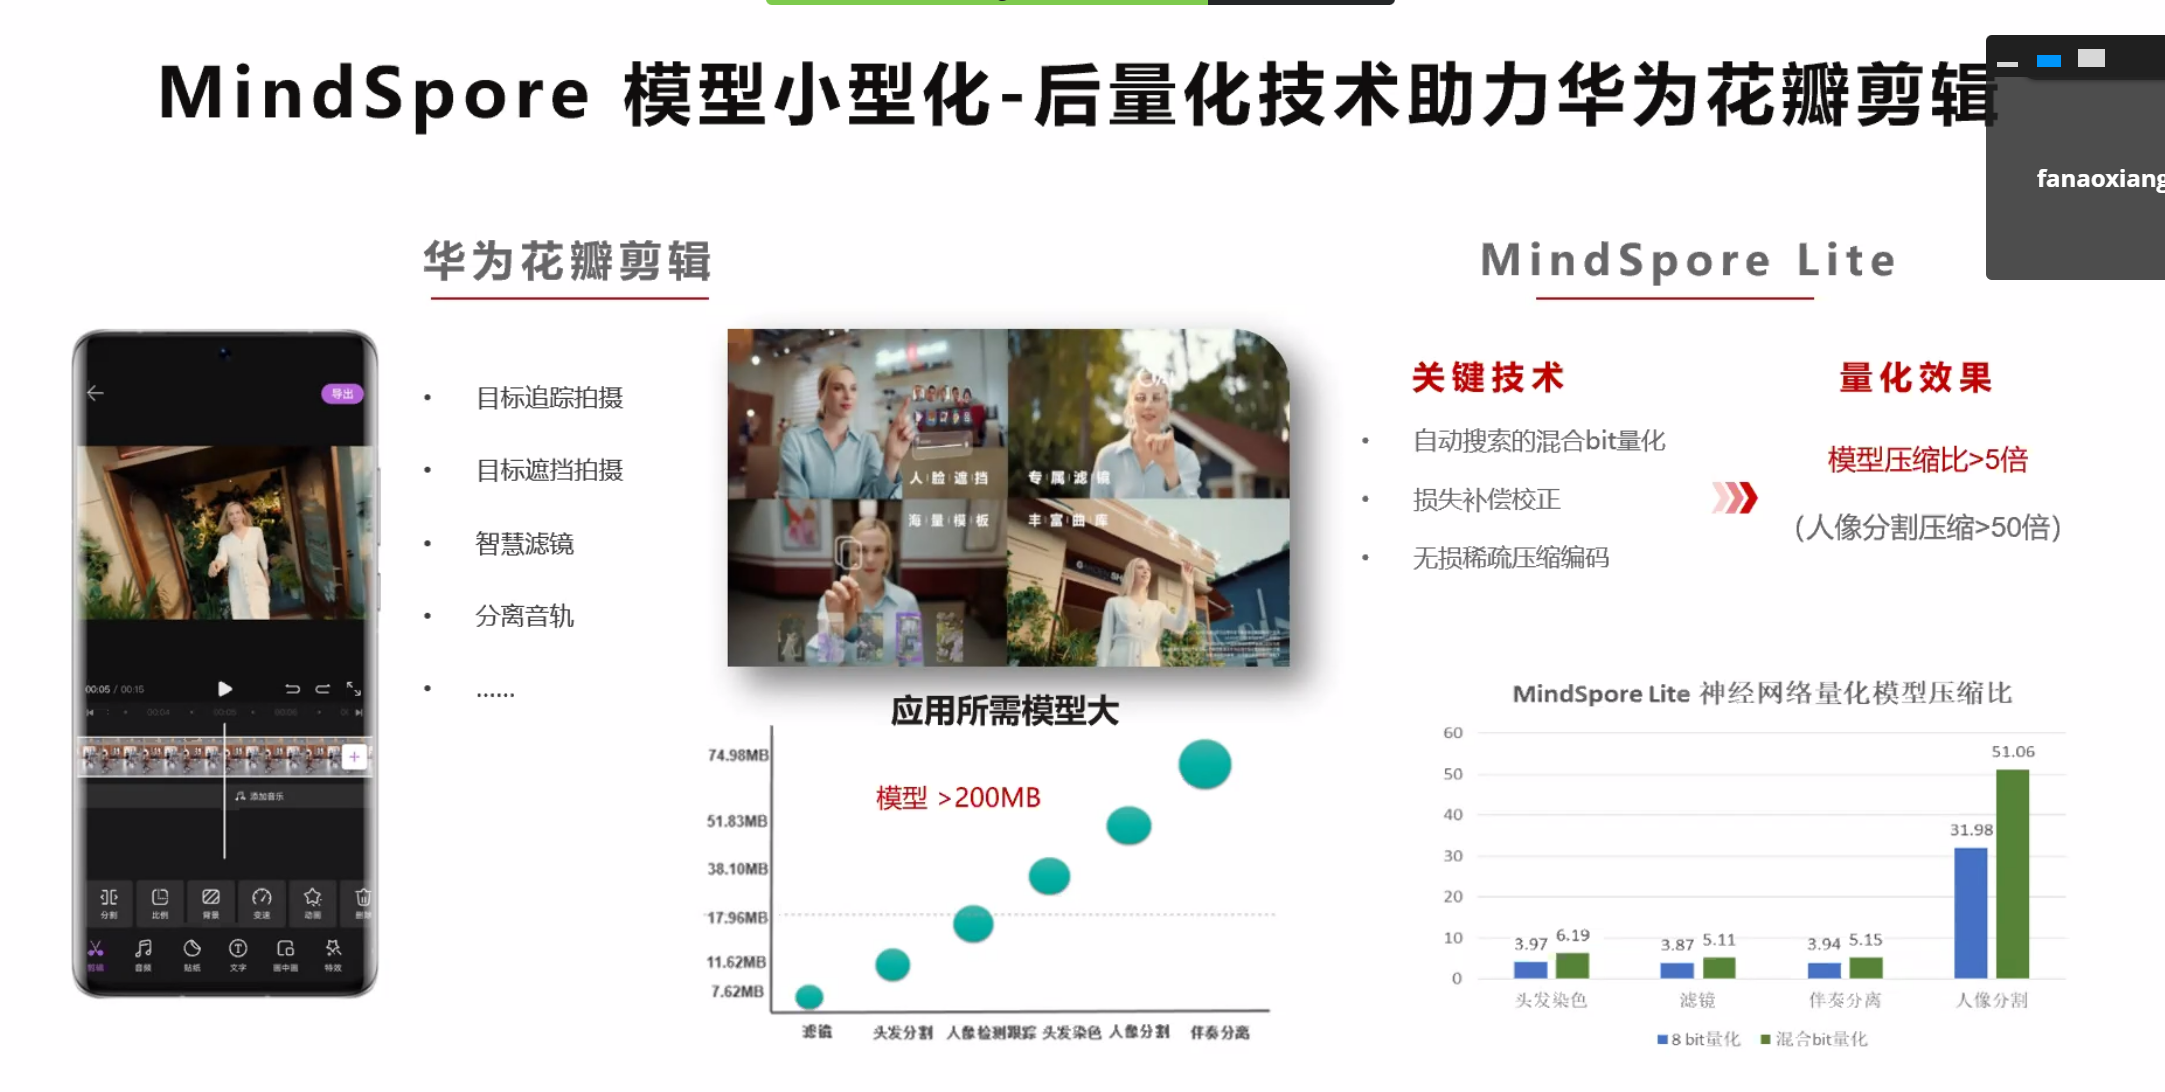 MindSpore 模型小型化-后量化技术助力华为花瓣剪辑
fanaoxiang
华为花瓣剪辑
MindSpore Lite
导出
00:05 / 00:15
00:04
00:05
00:06
添加音乐
分割
比例
背景
变速
动画
删除
剪辑
音频
贴纸
文字
画中画
特效
• 目标追踪拍摄
• 目标遮挡拍摄
• 智慧滤镜
• 分离音轨
• ......
人脸遮挡
专属滤镜
海量模板
丰富曲库
应用所需模型大
模型 >200MB
74.98MB
51.83MB
38.10MB
17.96MB
11.62MB
7.62MB
滤镜 头发分割 人像检测跟踪 头发染色 人像分割 伴奏分离
关键技术
• 自动搜索的混合bit量化
• 损失补偿校正
• 无损稀疏压缩编码
量化效果
模型压缩比>5倍
(人像分割压缩>50倍)
MindSpore Lite 神经网络量化模型压缩比
60
50
40
30
20
10
0
3.97 6.19
3.87 5.11
3.94 5.15
31.98 51.06
头发染色 滤镜 伴奏分离 人像分割
8 bit量化 混合bit量化